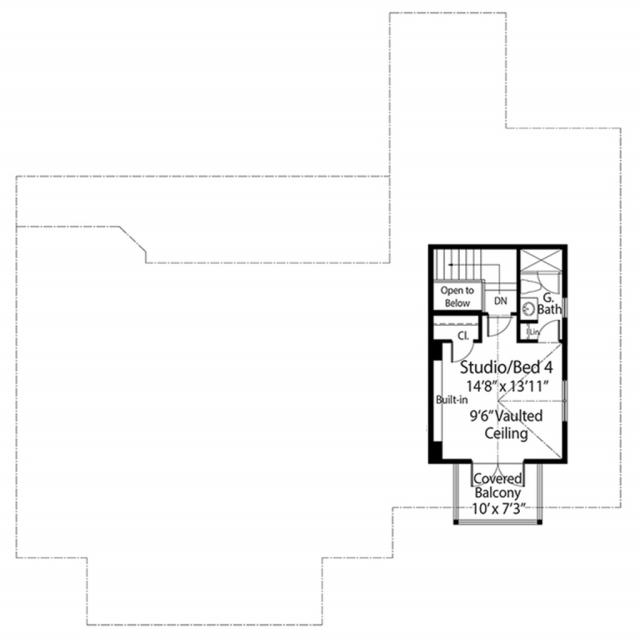 Open to
Below
DN
G.
Bath
Lin.
Cl.
Studio/Bed 4
14'8" x 13'11"
Built-in
9'6" Vaulted
Ceiling
Covered
Balcony
10' x 7'3"